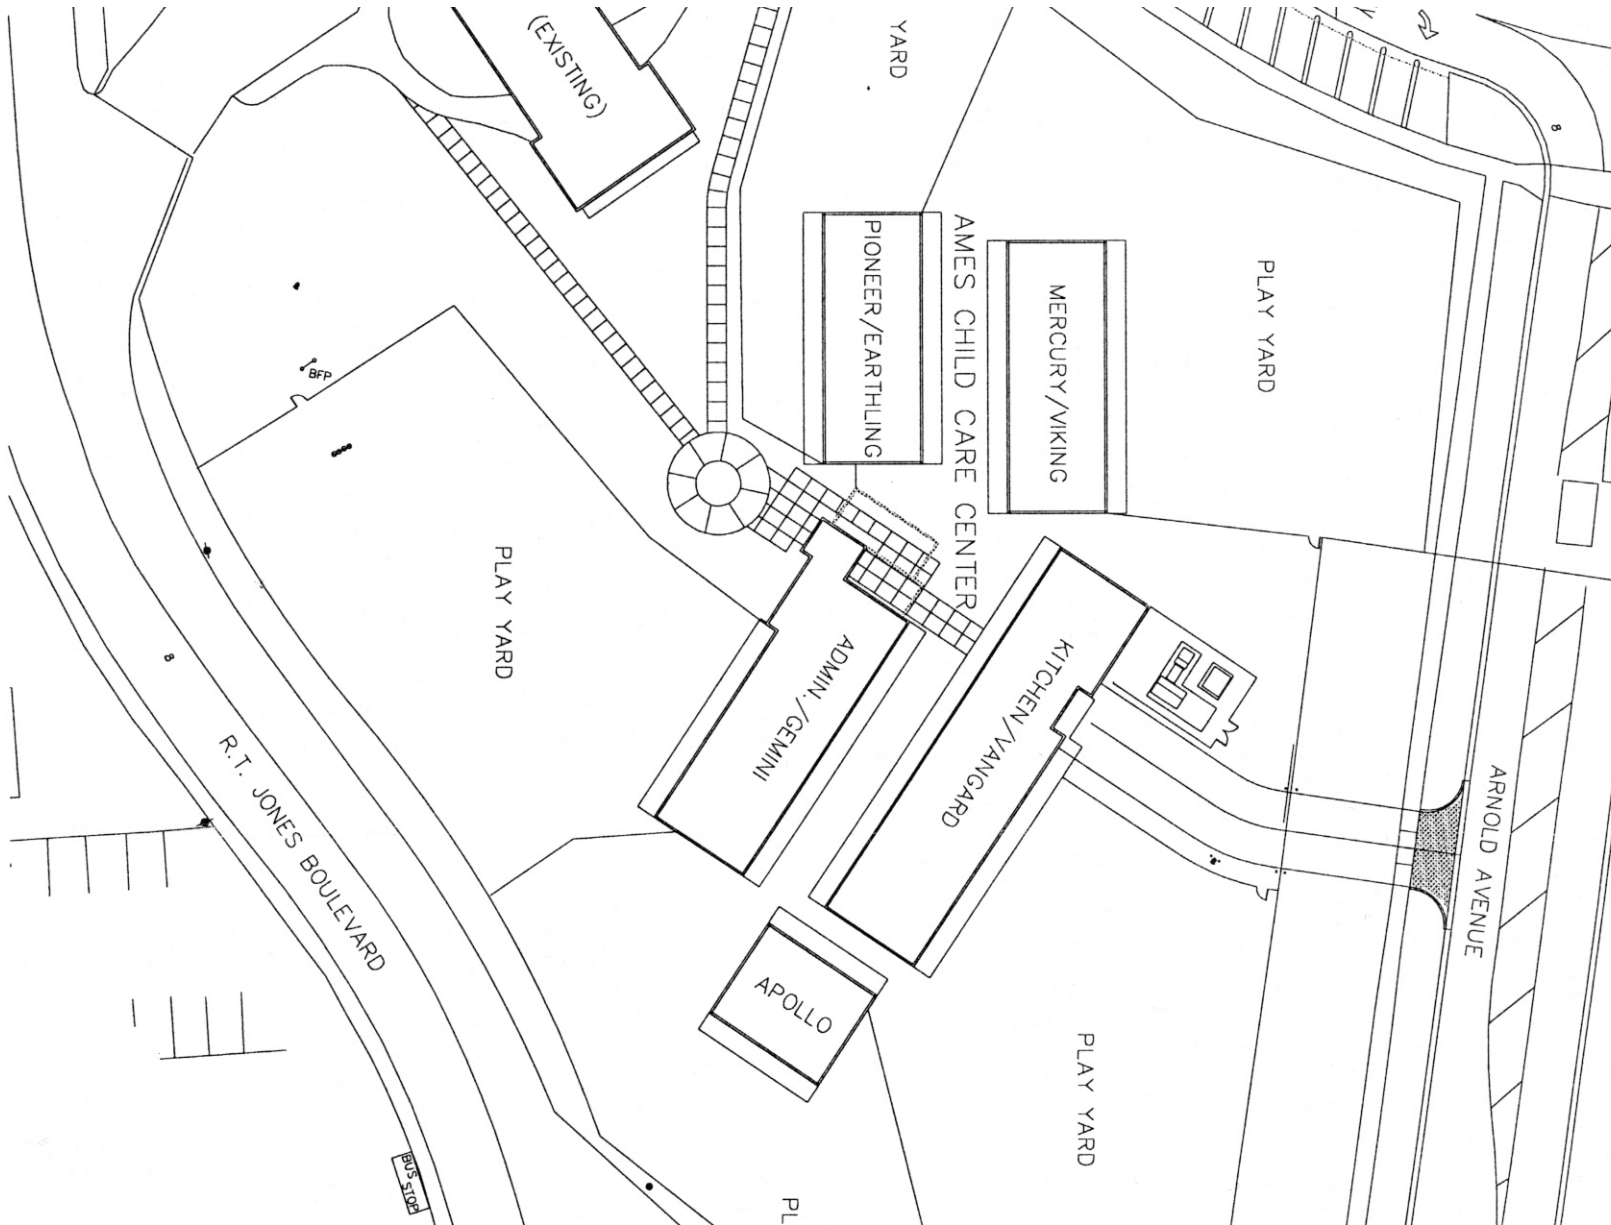 (EXISTING)
YARD
8
PIONEER/EARTHLING
AMES CHILD CARE CENTER
MERCURY/VIKING
PLAY YARD
BFP
PLAY YARD
ADMIN./GEMINI
KITCHEN/VANGARD
8
R.T. JONES BOULEVARD
ARNOLD AVENUE
APOLLO
PLAY YARD
BUS
STOP
PL